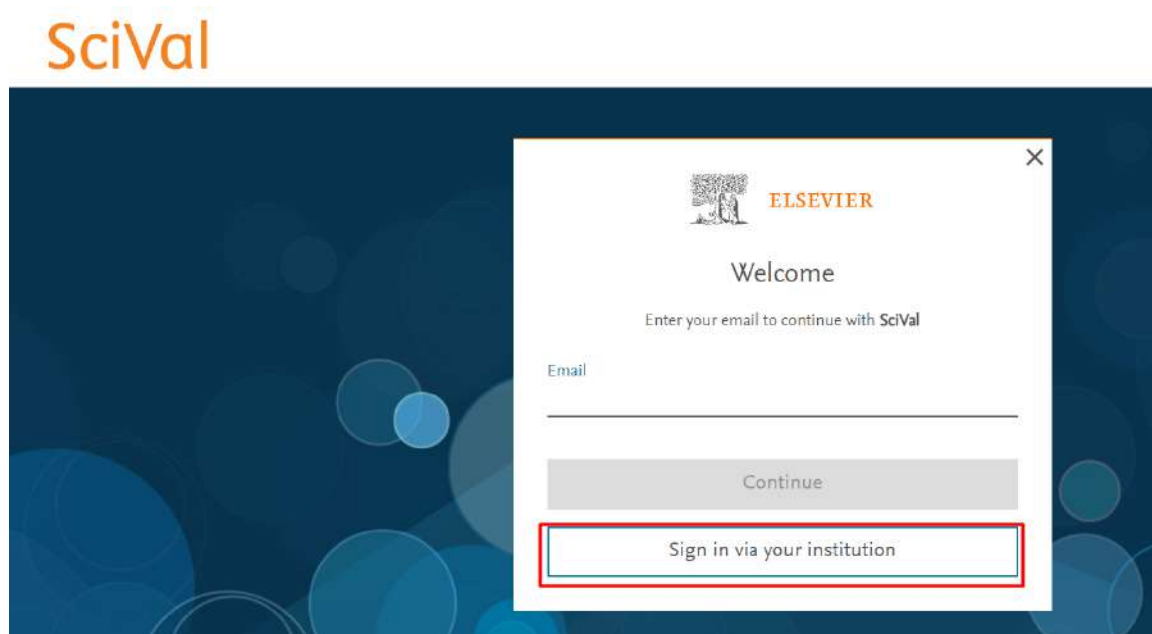 SciVal
ELSEVIER
Welcome
Enter your email to continue with SciVal
Email
Continue
Sign in via your institution